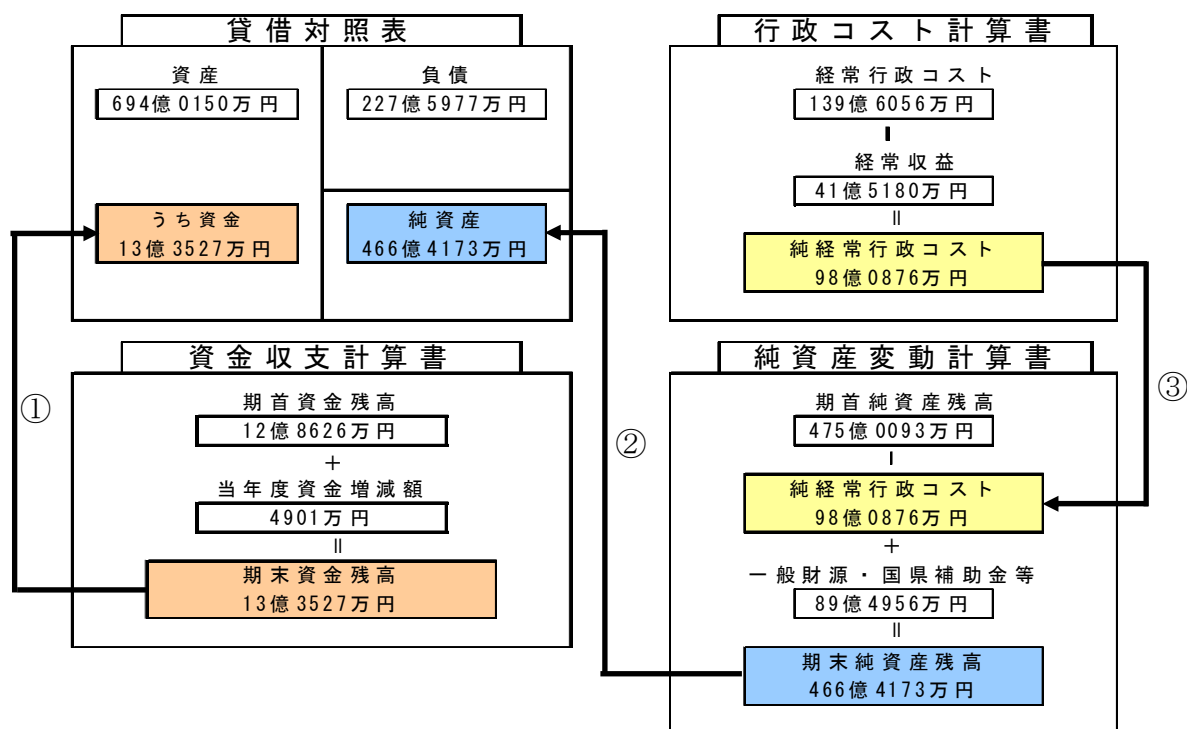 貸借対照表
資産
694億0150万円
負債
227億5977万円
うち資金
13億3527万円
純資産
466億4173万円
行政コスト計算書
経常行政コスト
139億6056万円
-
経常収益
41億5180万円
=
純経常行政コスト
98億0876万円
資金収支計算書
期首資金残高
12億8626万円
+
当年度資金増減額
4901万円
=
期末資金残高
13億3527万円
純資産変動計算書
期首純資産残高
475億0093万円
-
純経常行政コスト
98億0876万円
+
一般財源・国県補助金等
89億4956万円
=
期末純資産残高
466億4173万円
①
②
③